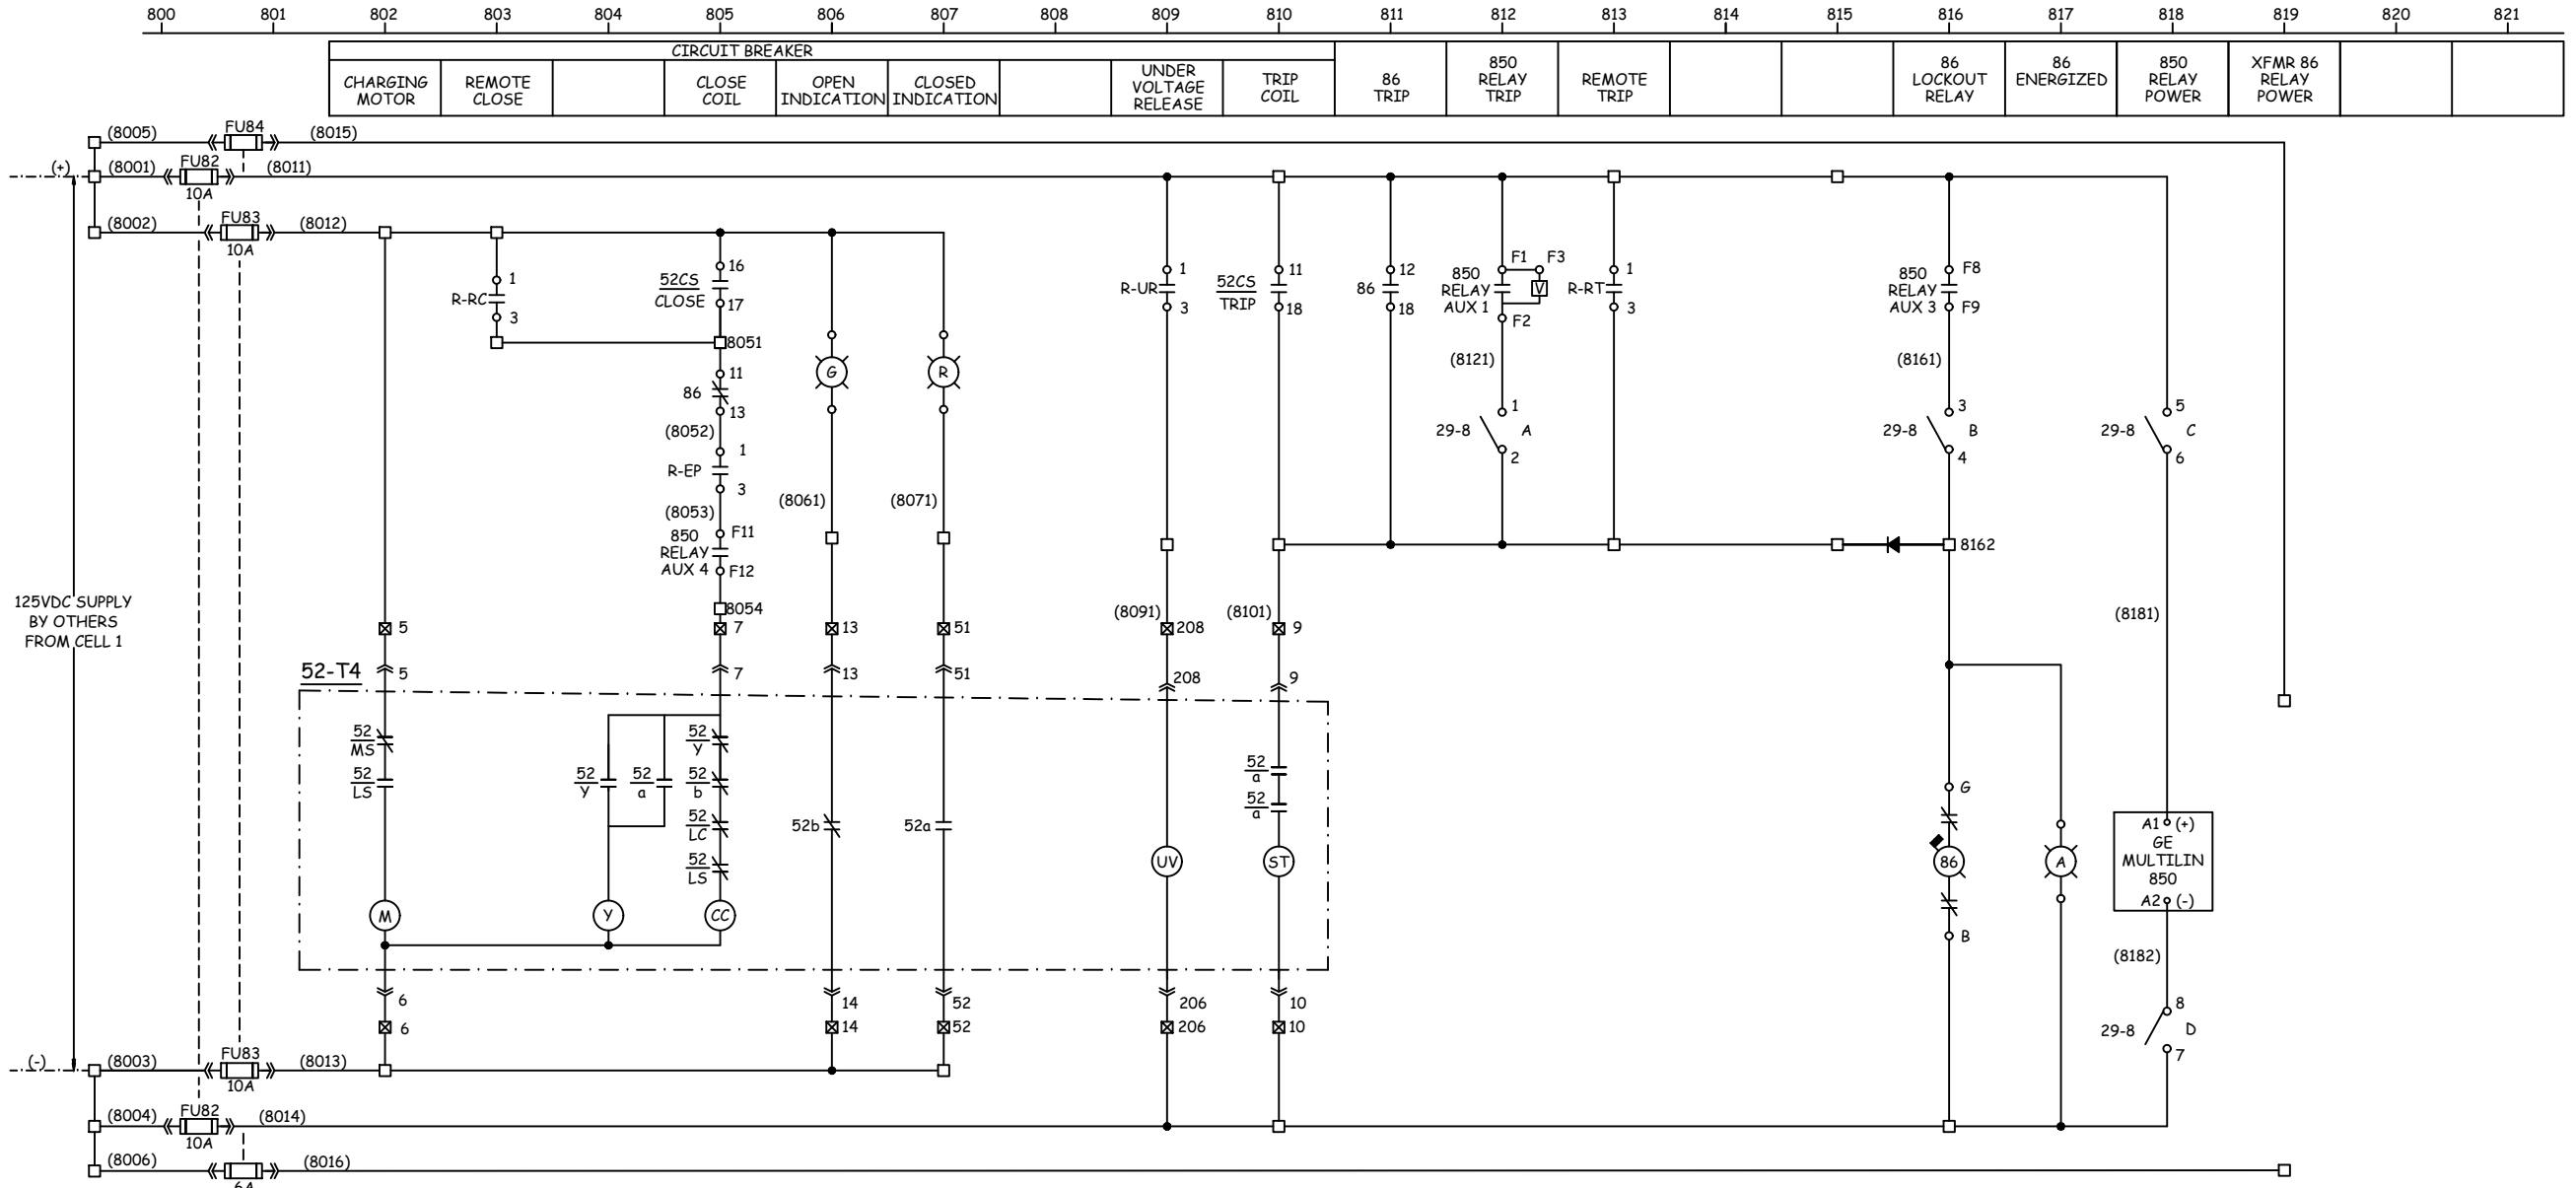 800 801 802 803 804 805 806 807 808 809 810 811 812 813 814 815 816 817 818 819 820 821
CIRCUIT BREAKER
CHARGING
MOTOR
REMOTE
CLOSE
CLOSE
COIL
OPEN
INDICATION
CLOSED
INDICATION
UNDER
VOLTAGE
RELEASE
TRIP
COIL
86
TRIP
850
RELAY
TRIP
REMOTE
TRIP
86
LOCKOUT
RELAY
86
ENERGIZED
850
RELAY
POWER
XFMR 86
RELAY
POWER
(8005) FU84 (8015)
(+) (8001) FU82 (8011)
10A
(8002) FU83 (8012)
10A
1
R-RC
3
16
52CS
CLOSE
17
8051
11
86
13
(8052)
1
R-EP
3
(8053)
F11
850
RELAY
AUX 4
F12
8054
G
R
(8061)
(8071)
1
R-UR
3
11
52CS
TRIP
18
12
86
18
F1 F3
850
RELAY
AUX 1
V
F2
(8121)
1
29-8 A
2
1
R-RT
3
F8
850
RELAY
AUX 3
F9
(8161)
3
29-8 B
4
5
29-8 C
6
8162
125VDC SUPPLY
BY OTHERS
FROM CELL 1
(8091)
(8101)
(8181)
5 7 13 51 208 9
52-T4
5 7 13 51 208 9
52
MS
52
LS
52
Y
52
a
52
Y
52
b
52
LC
52
LS
52b
52a
52
a
52
a
M
Y
CC
UV
ST
G
86
B
A
A1 (+)
GE
MULTILIN
850
A2 (-)
(8182)
8
29-8 D
7
6 14 52 206 10
6 14 52 206 10
(-) (8003) FU83 (8013)
10A
(8004) FU82 (8014)
10A
(8006) (8016)
6A